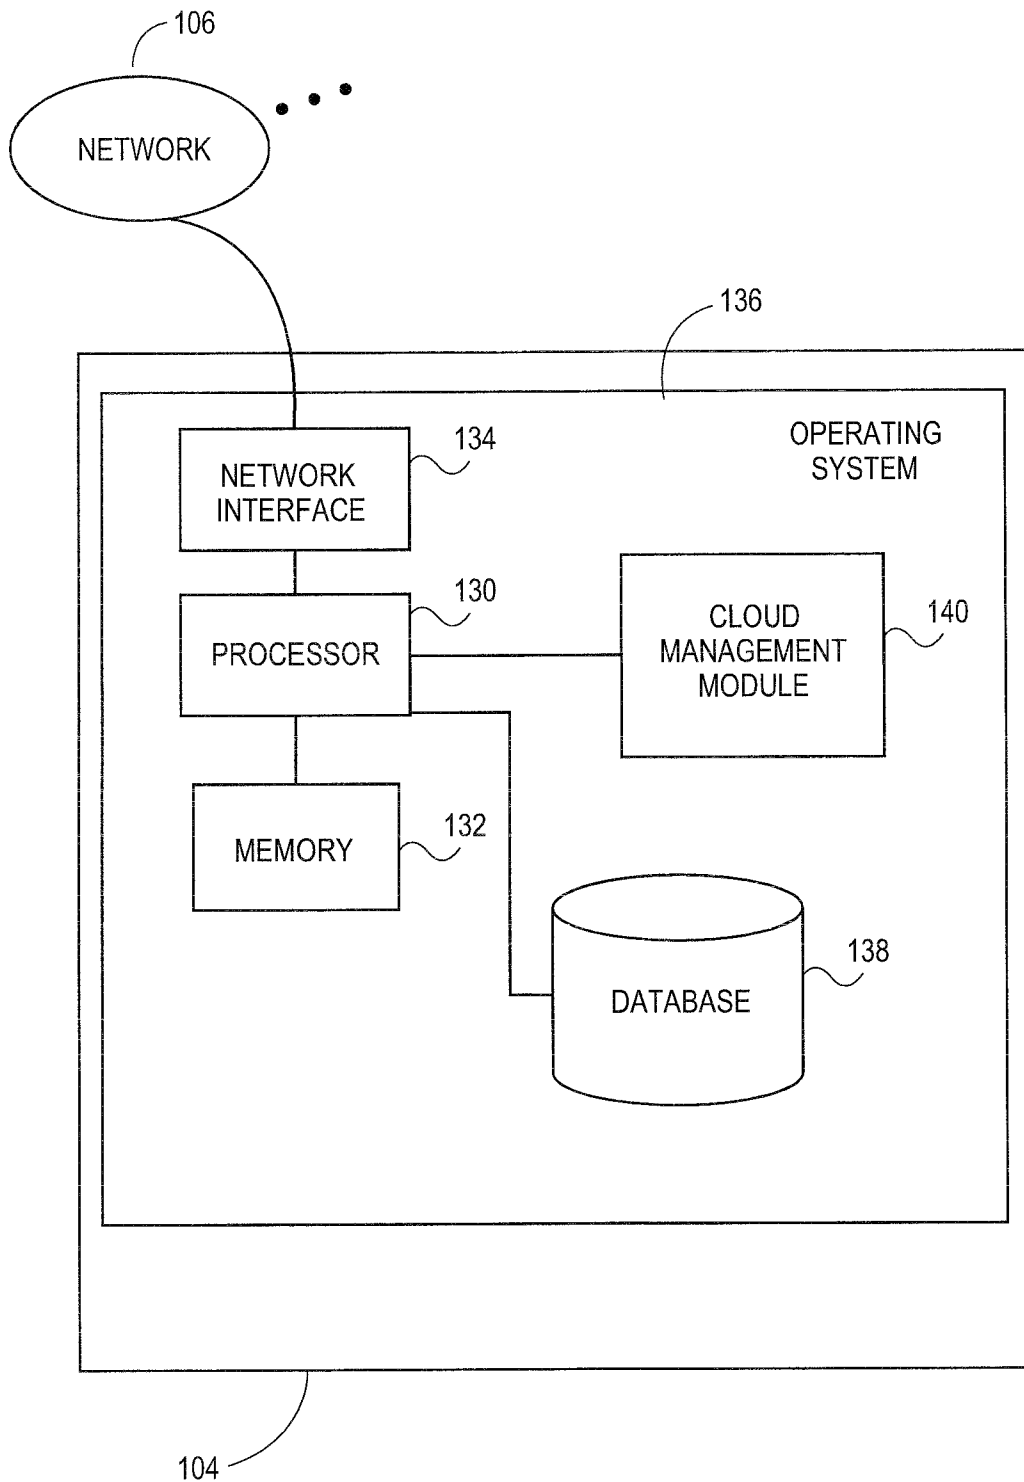 106
NETWORK
136
OPERATING
SYSTEM
134
NETWORK
INTERFACE
130
PROCESSOR
CLOUD
MANAGEMENT
MODULE
140
132
MEMORY
138
DATABASE
104